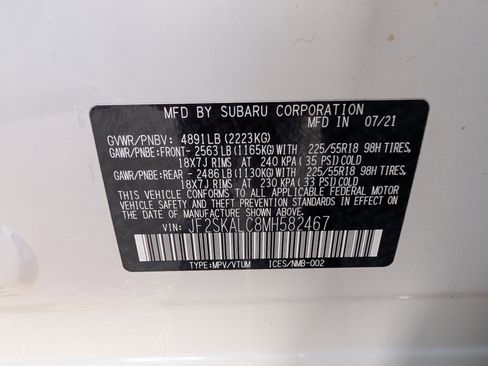 MFD BY SUBARU CORPORATION
MFD IN 07/21
GVWR/PNBV: 4891LB (2223KG)
GAWR/PNBE:FRONT- 2563LB (1165KG) WITH 225/55R18 98H TIRES,
18X7J RIMS AT 240 KPA ( 35 PSI) COLD
GAWR/PNBE:REAR - 2486LB (1130KG) WITH 225/55R18 98H TIRES,
18X7J RIMS AT 230 KPA ( 33 PSI) COLD
THIS VEHICLE CONFORMS TO ALL APPLICABLE FEDERAL MOTOR
VEHICLE SAFETY AND THEFT PREVENTION STANDARDS IN EFFECT
ON THE DATE OF MANUFACTURE SHOWN ABOVE.
VIN: JF2SKALC8MH582467
TYPE:MPV/VTUM ICES/NMB-002